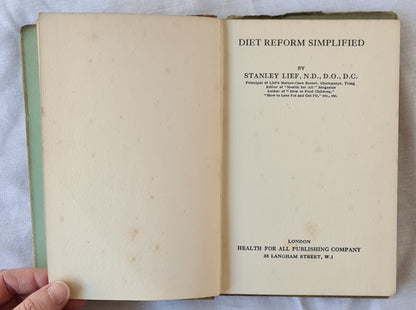 DIET REFORM SIMPLIFIED
BY
STANLEY LIEF, N.D., D.O., D.C.
Principal of Lief's Nature-Cure Resort, Champneys, Tring
Editor of "Health for All" Magazine
Author of "How to Feed Children,"
"How to Lose Fat and Get Fit," etc., etc.
LONDON
HEALTH FOR ALL PUBLISHING COMPANY
34 LANGHAM STREET, W.1